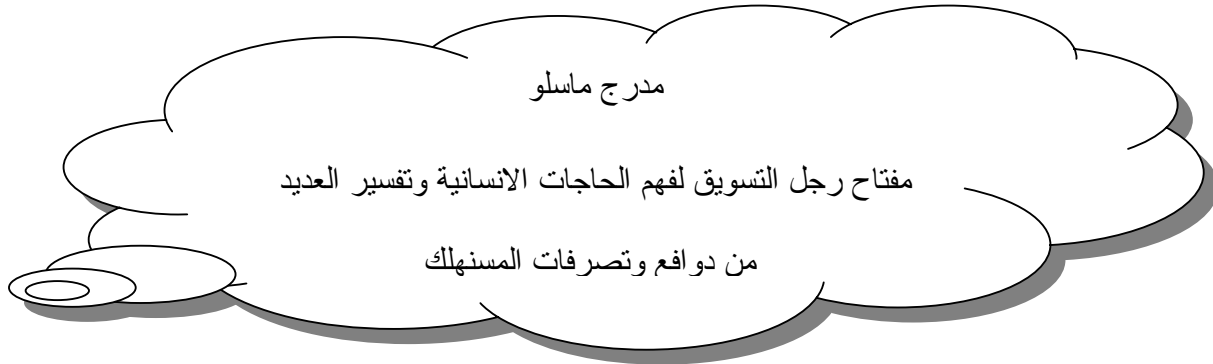 مدرج ماسلو
مفتاح رجل التسويق لفهم الحاجات الانسانية وتفسير العديد
من دوافع وتصرفات المسنهلك